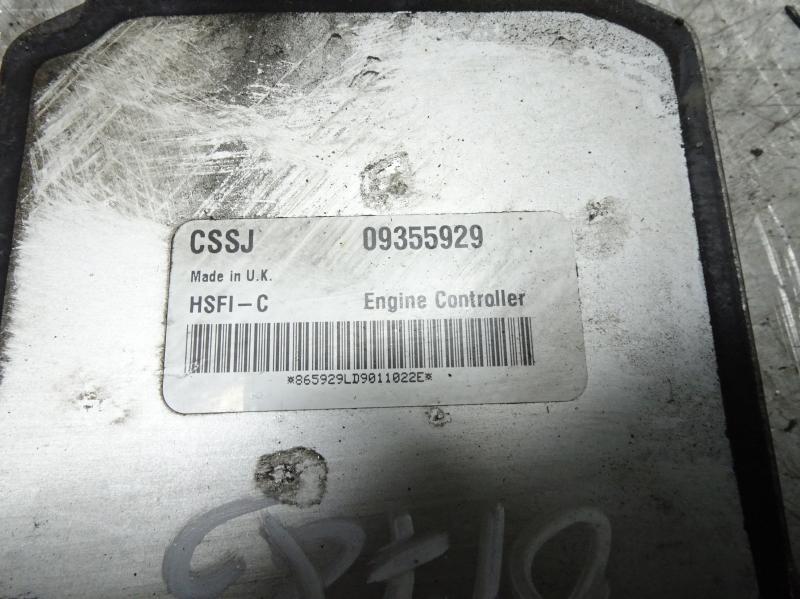 CSSJ 09355929
Made in U.K.
HSFI-C Engine Controller
*865929LD9011022E*